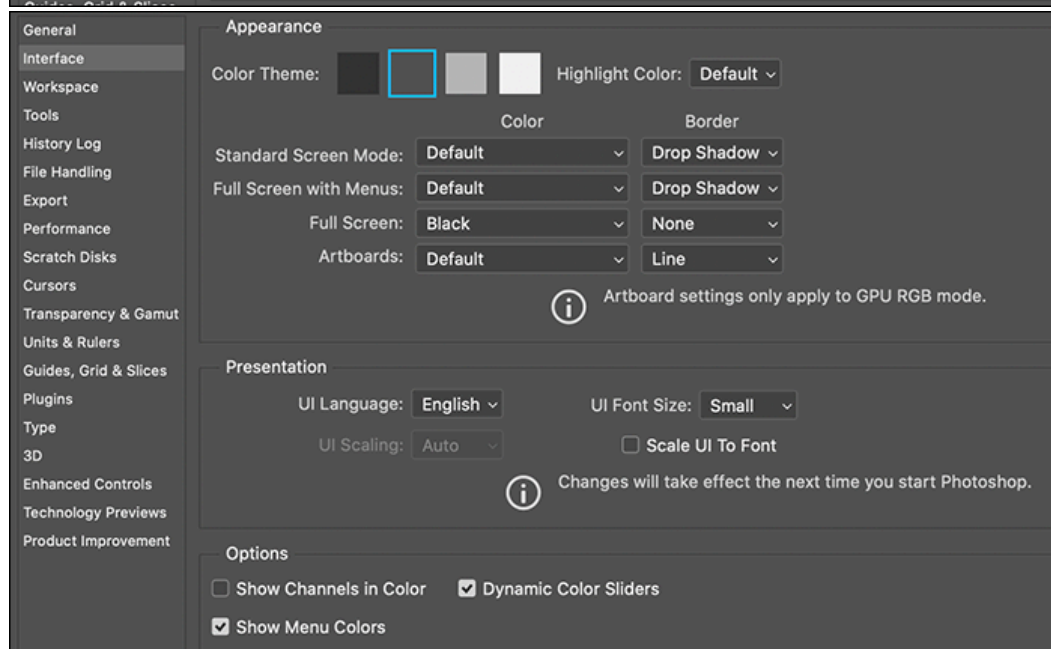 Guides, Grid & Slices
General
Interface
Workspace
Tools
History Log
File Handling
Export
Performance
Scratch Disks
Cursors
Transparency & Gamut
Units & Rulers
Guides, Grid & Slices
Plugins
Type
3D
Enhanced Controls
Technology Previews
Product Improvement
Appearance
Color Theme: Highlight Color: Default
Color Border
Standard Screen Mode: Default Drop Shadow
Full Screen with Menus: Default Drop Shadow
Full Screen: Black None
Artboards: Default Line
Artboard settings only apply to GPU RGB mode.
Presentation
UI Language: English UI Font Size: Small
UI Scaling: Auto Scale UI To Font
Changes will take effect the next time you start Photoshop.
Options
Show Channels in Color Dynamic Color Sliders
Show Menu Colors